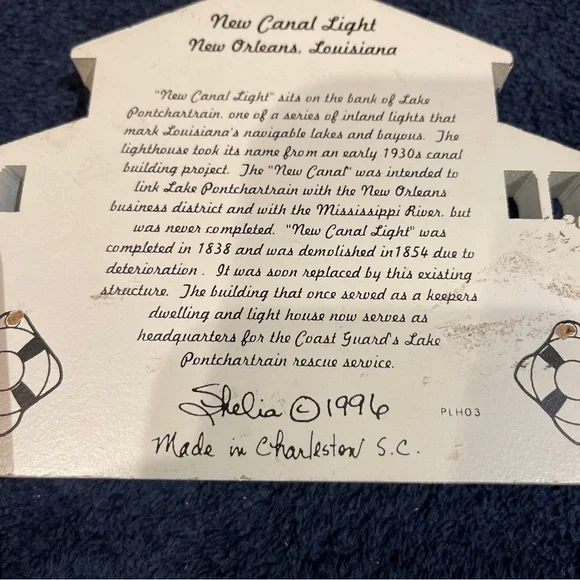 New Canal Light
New Orleans, Louisiana
"New Canal Light" sits on the bank of Lake
Pontchartrain, one of a series of inland lights that
mark Louisiana's navigable lakes and bayous. The
lighthouse took its name from an early 1930s canal
building project. The "New Canal" was intended to
link Lake Pontchartrain with the New Orleans
business district and with the Mississippi River, but
was never completed. "New Canal Light" was
completed in 1838 and was demolished in1854 due to
deterioration . It was soon replaced by this existing
structure. The building that once served as a keepers
dwelling and light house now serves as
headquarters for the Coast Guard's Lake
Pontchartrain rescue service.
Shelia © 1996
PLH03
Made in Charleston S.C.